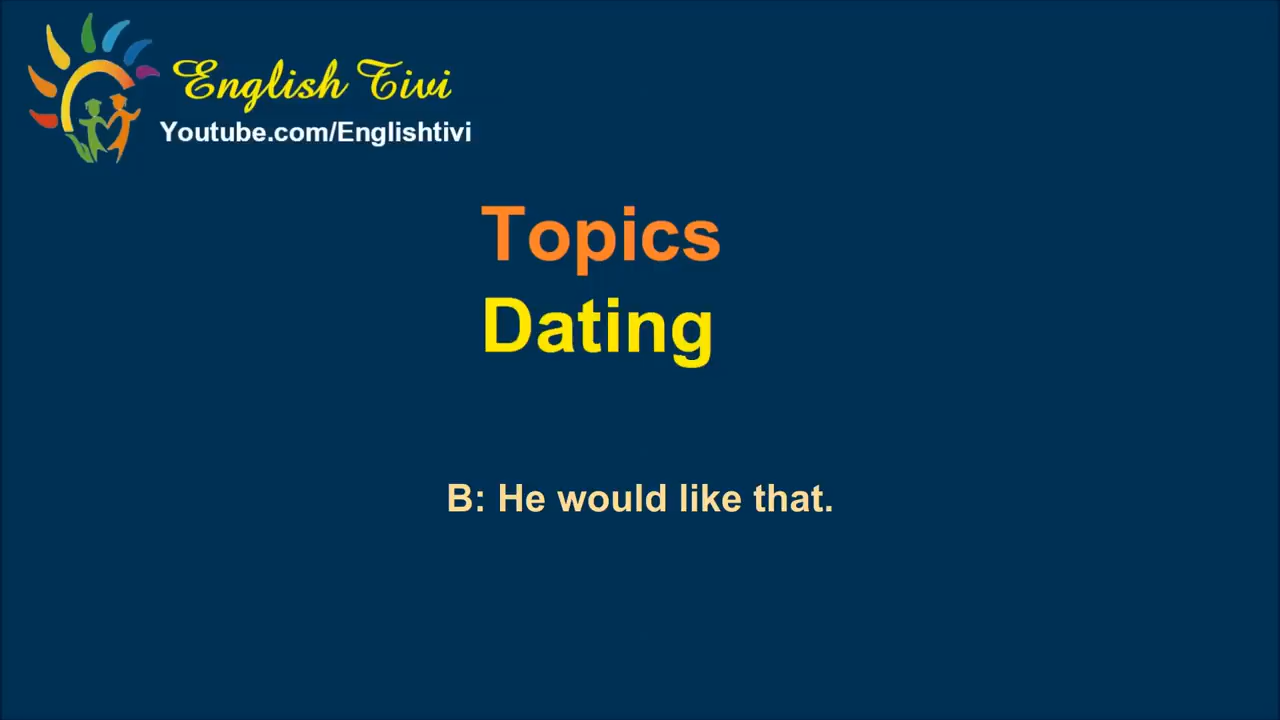 English Tivi
Youtube.com/Englishtivi
Topics
Dating
B: He would like that.